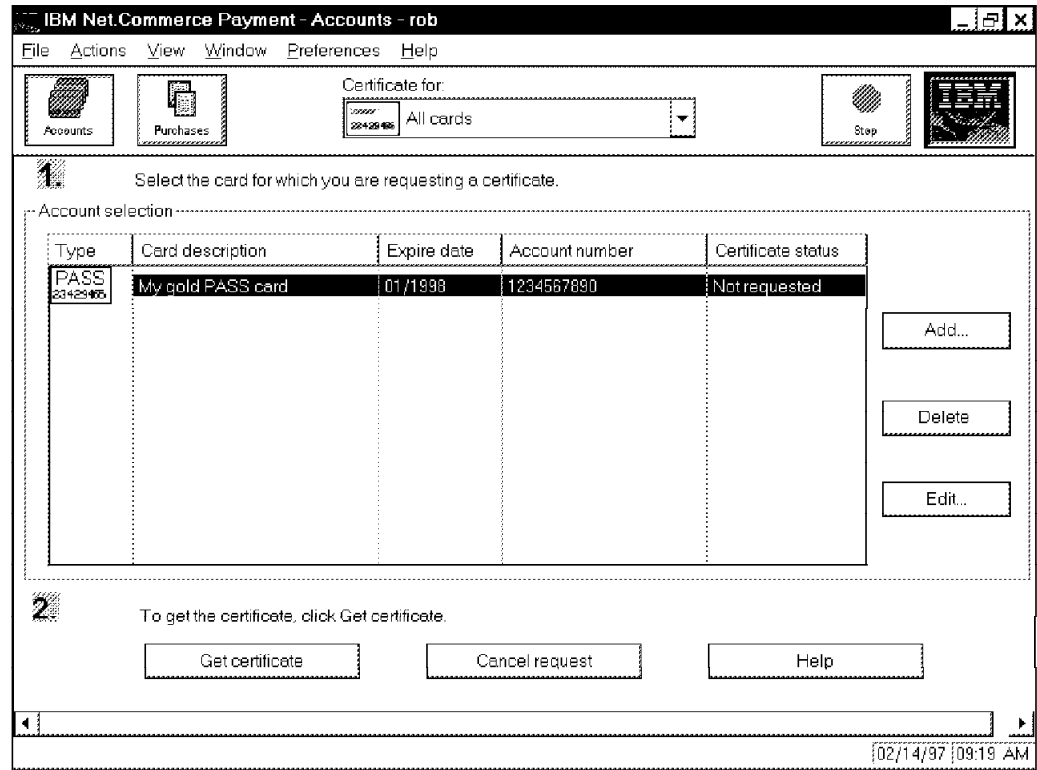 IBM Net.Commerce Payment - Accounts - rob
File Actions View Window Preferences Help
Accounts
Purchases
Certificate for:
All cards
Stop
IBM
1.
Select the card for which you are requesting a certificate.
Account selection
Type Card description Expire date Account number Certificate status
PASS
23429465
My gold PASS card 01/1998 1234567890 Not requested
Add...
Delete
Edit...
2.
To get the certificate, click Get certificate.
Get certificate Cancel request Help
02/14/97 09:19 AM